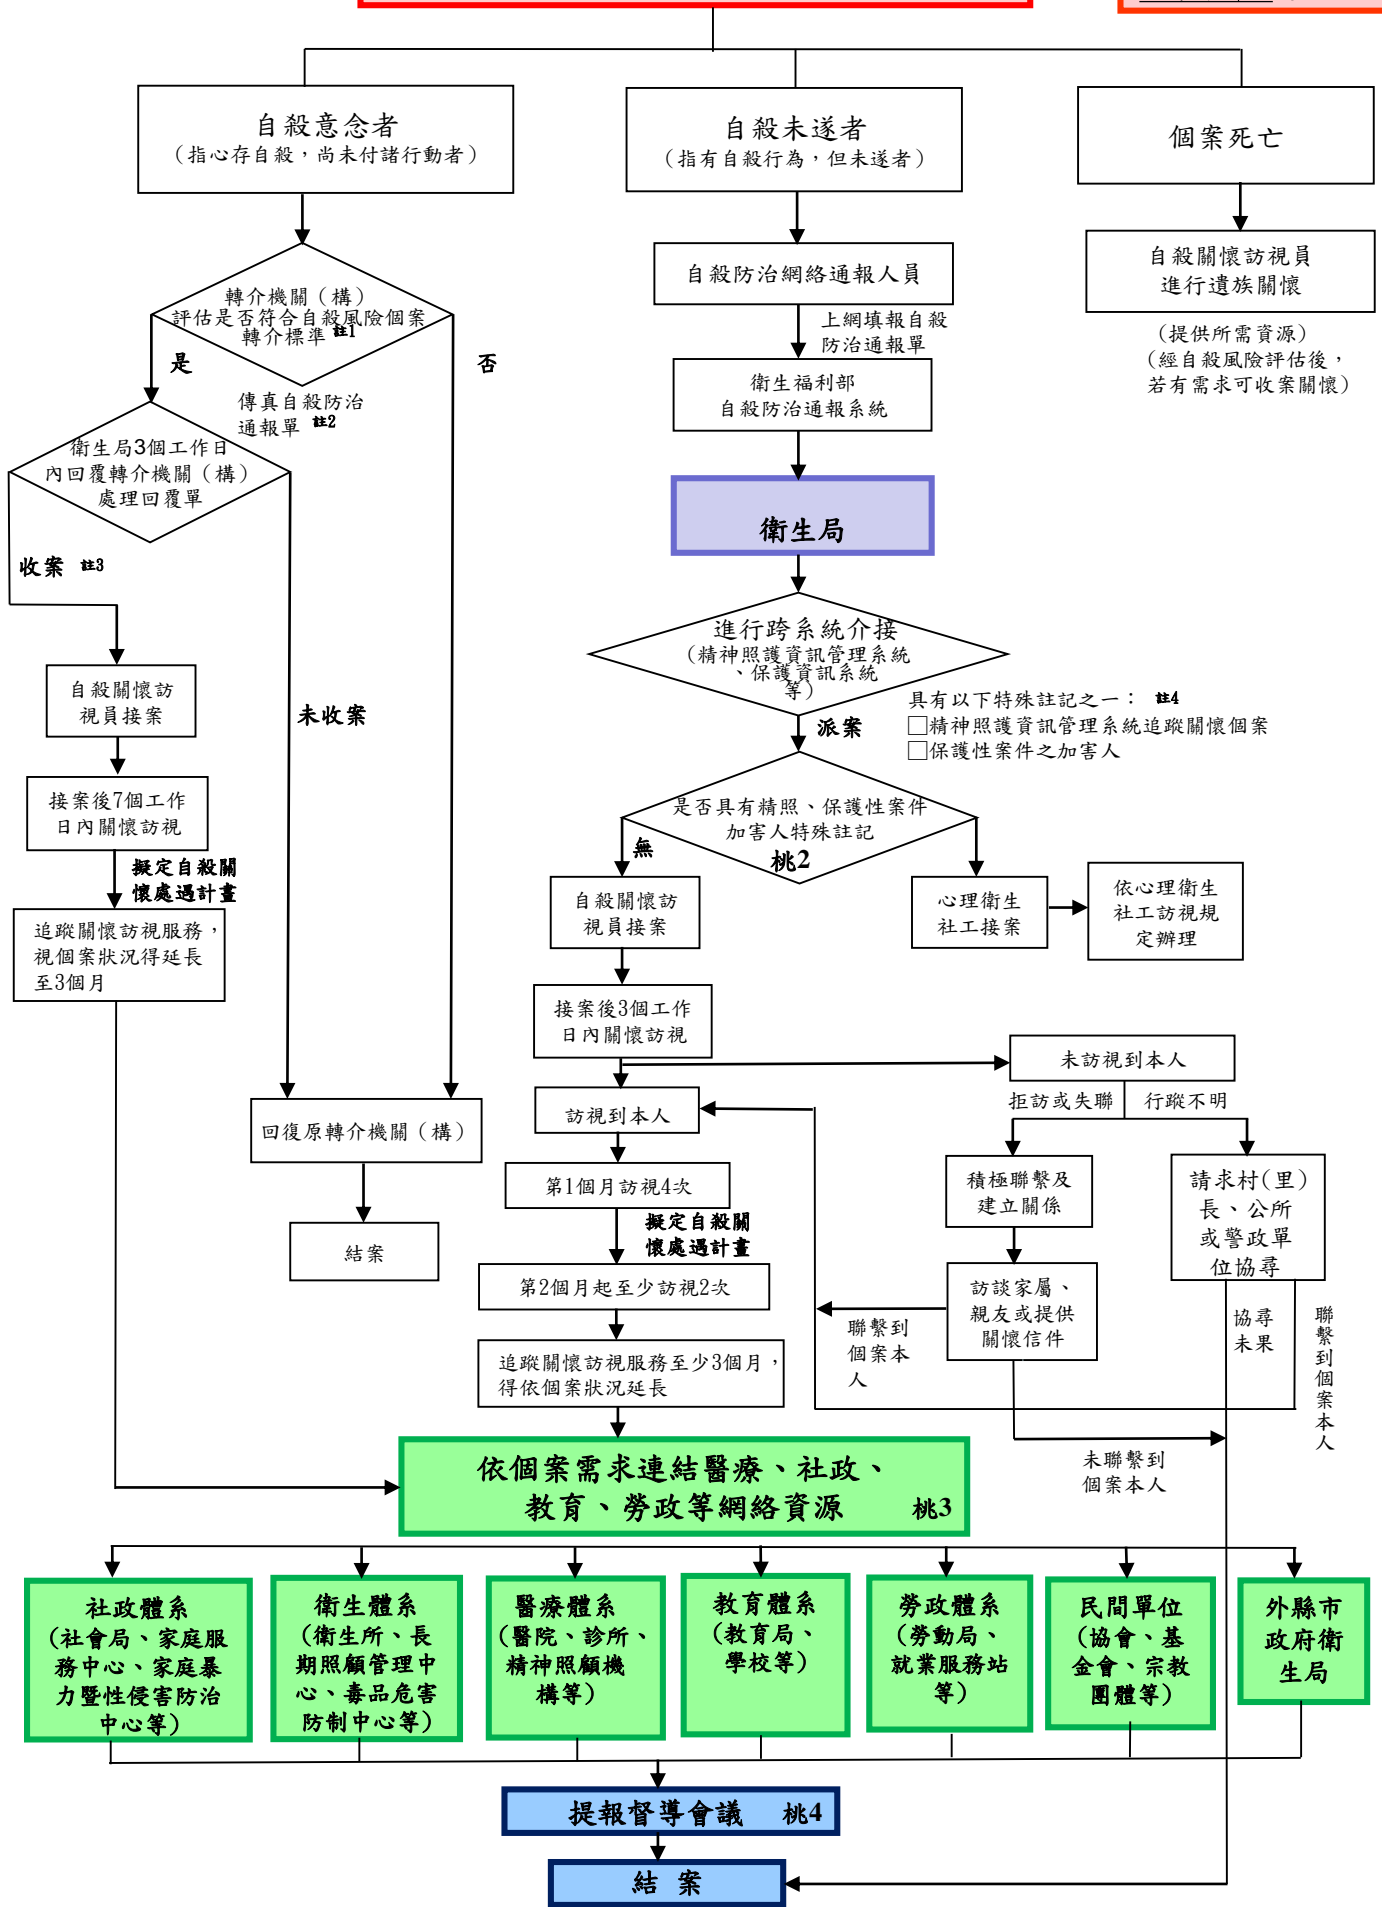 自殺意念者
（指心存自殺，尚未付諸行動者）
自殺未遂者
（指有自殺行為，但未遂者）
個案死亡
轉介機關（構）
評估是否符合自殺風險個案
轉介標準 註1
是
否
傳真自殺防治
通報單 註2
自殺防治網絡通報人員
上網填報自殺
防治通報單
衛生福利部
自殺防治通報系統
自殺關懷訪視員
進行遺族關懷
（提供所需資源）
（經自殺風險評估後，
若有需求可收案關懷）
衛生局3個工作日
內回覆轉介機關（構）
處理回覆單
收案 註3
未收案
衛生局
進行跨系統介接
（精神照護資訊管理系統
、保護資訊系統
等）
派案
具有以下特殊註記之一： 註4
□精神照護資訊管理系統追蹤關懷個案
□保護性案件之加害人
自殺關懷訪
視員接案
接案後7個工作
日內關懷訪視
擬定自殺關
懷處遇計畫
追蹤關懷訪視服務，
視個案狀況得延長
至3個月
是否具有精照、保護性案件
加害人特殊註記
桃2
無
自殺關懷訪
視員接案
心理衛生
社工接案
依心理衛生
社工訪視規
定辦理
接案後3個工作
日內關懷訪視
訪視到本人
未訪視到本人
拒訪或失聯
行蹤不明
回復原轉介機關（構）
結案
第1個月訪視4次
擬定自殺關
懷處遇計畫
第2個月起至少訪視2次
追蹤關懷訪視服務至少3個月，
得依個案狀況延長
積極聯繫及
建立關係
訪談家屬、
親友或提供
關懷信件
請求村(里)
長、公所
或警政單
位協尋
聯繫到
個案本
人
協尋
未果
聯繫到個案本人
未聯繫到
個案本人
依個案需求連結醫療、社政、
教育、勞政等網絡資源 桃3
社政體系
（社會局、家庭服
務中心、家庭暴
力暨性侵害防治
中心等）
衛生體系
（衛生所、長
期照顧管理中
心、毒品危害
防制中心等）
醫療體系
（醫院、診所、
精神照顧機
構等）
教育體系
（教育局、
學校等）
勞政體系
（勞動局、
就業服務站
等）
民間單位
（協會、基
金會、宗教
團體等）
外縣市
政府衛
生局
提報督導會議 桃4
結 案